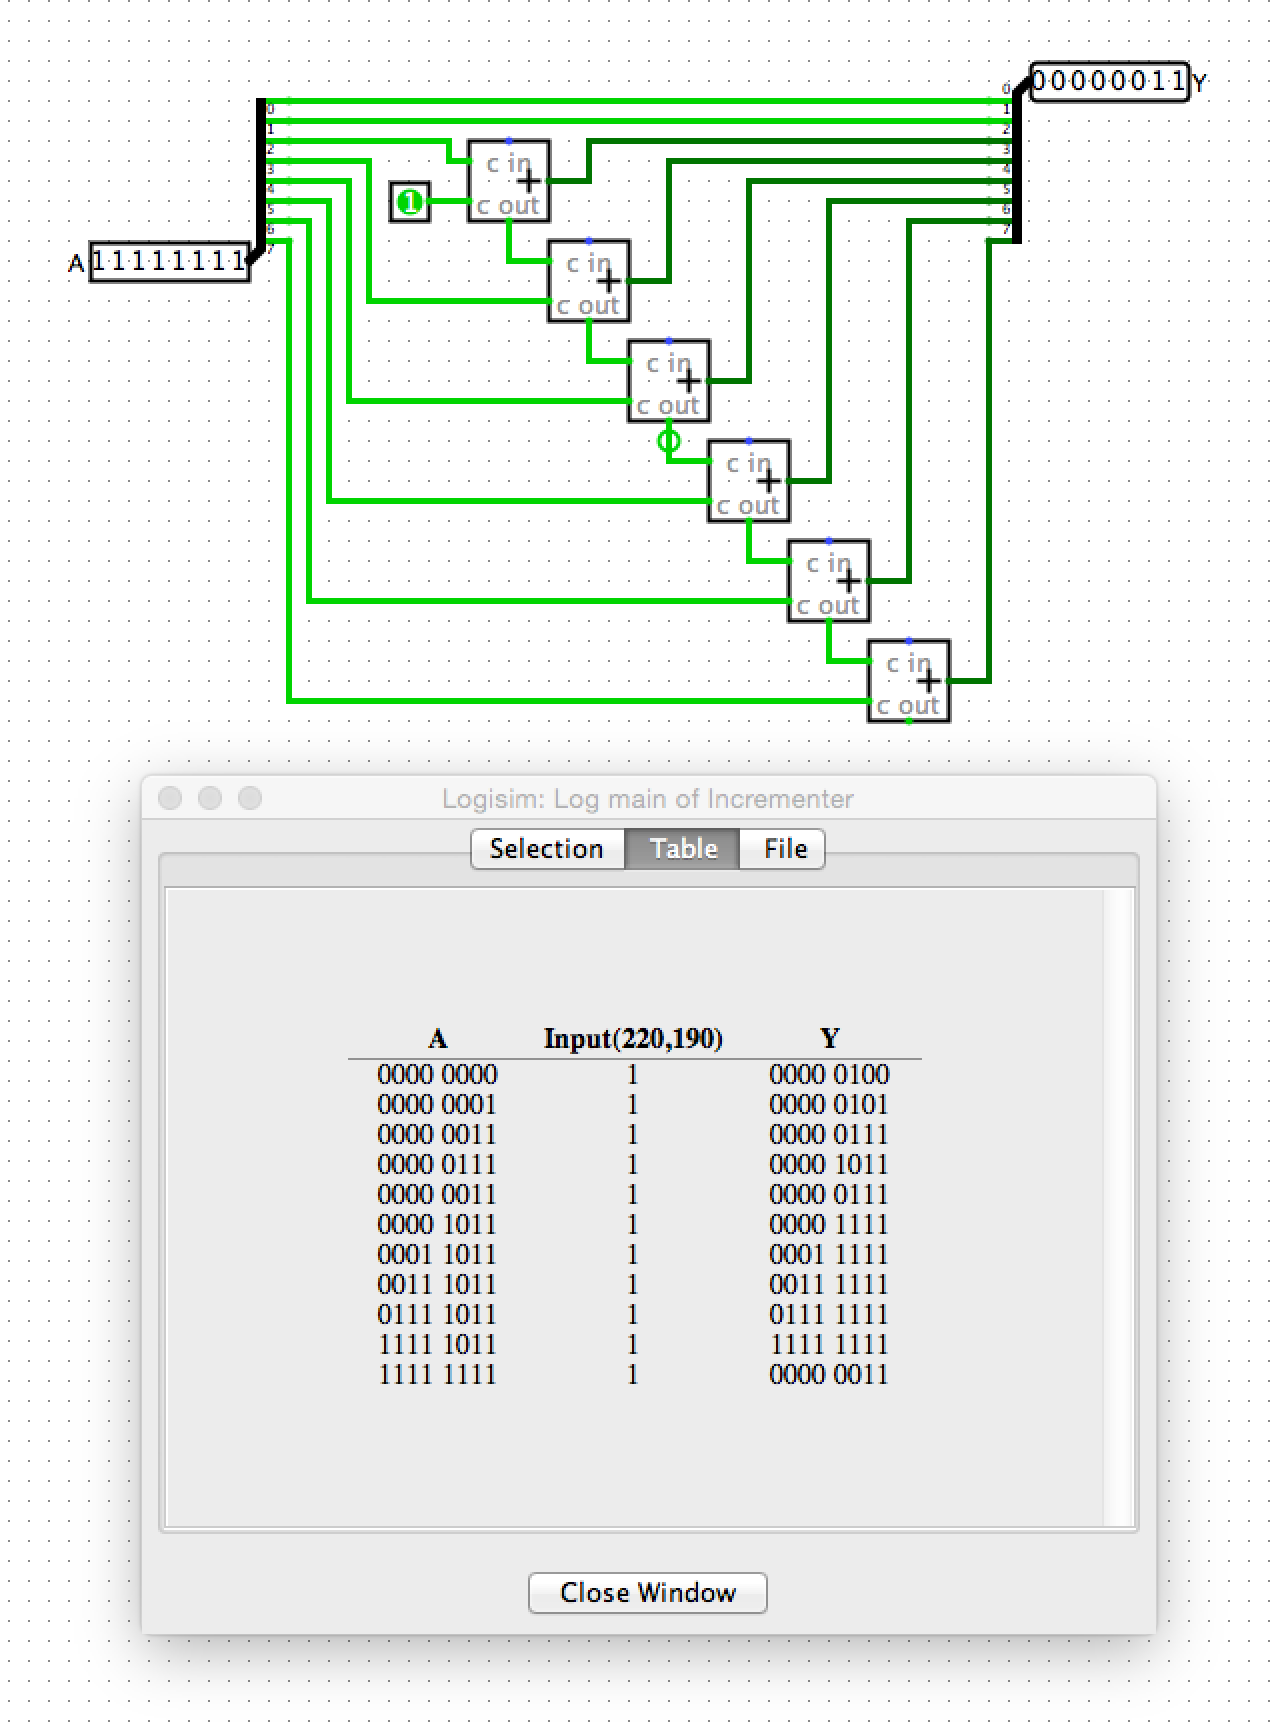 00000011 Y
0
1
2
3
4
5
6
7
0
1
2
3
4
5
6
7
A 11111111
1
c in
+
c out
c in
+
c out
c in
+
c out
c in
+
c out
c in
+
c out
c in
+
c out
Logisim: Log main of Incrementer
Selection Table File
A Input(220,190) Y
0000 0000 1 0000 0100
0000 0001 1 0000 0101
0000 0011 1 0000 0111
0000 0111 1 0000 1011
0000 0011 1 0000 0111
0000 1011 1 0000 1111
0001 1011 1 0001 1111
0011 1011 1 0011 1111
0111 1011 1 0111 1111
1111 1011 1 1111 1111
1111 1111 1 0000 0011
Close Window